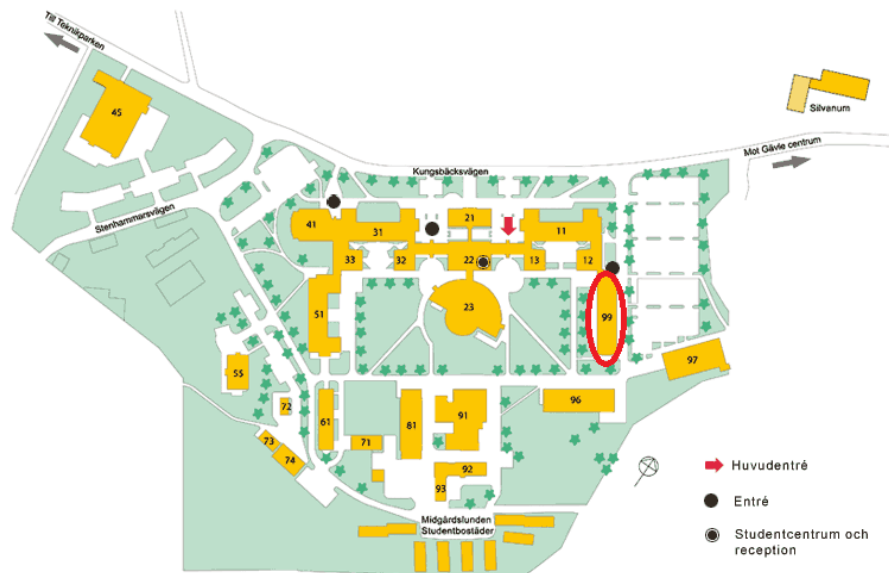 Till Teknikparken
45
Silvanum
Mot Gävle centrum
Kungsbäcksvägen
Stenhammarsvägen
41
31
21
11
33
32
22
13
12
51
23
99
97
55
72
61
81
91
96
73
74
71
92
93
Midgårdslunden
Studentbostäder
Huvudentré
Entré
Studentcentrum och
reception